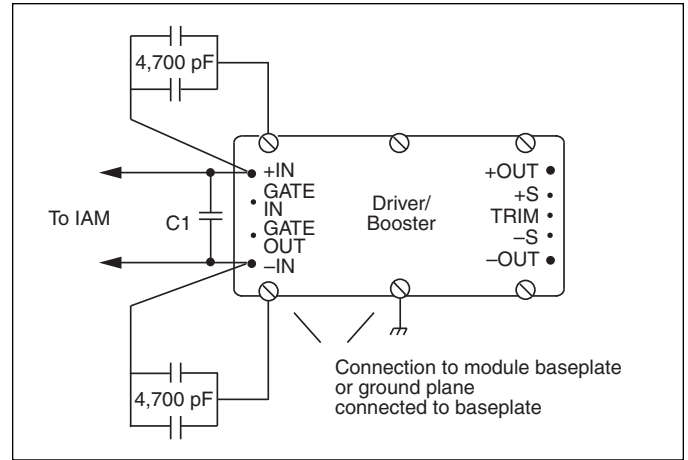 4,700 pF
+IN
GATE
IN
GATE
OUT
–IN
Driver/
Booster
+OUT
+S
TRIM
–S
–OUT
To IAM
C1
4,700 pF
Connection to module baseplate
or ground plane
connected to baseplate